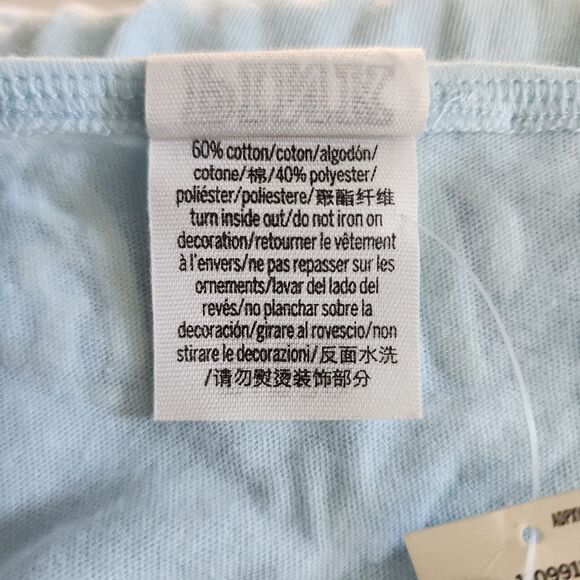 60% cotton/coton/algodón/
cotone/棉/40% polyester/
poliéster/poliestere/聚酯纤维
turn inside out/do not iron on
decoration/retourner le vêtement
à l'envers/ne pas repasser sur les
ornements/lavar del lado del
revés/no planchar sobre la
decoración/girare al rovescio/non
stirare le decorazioni/反面水洗
/请勿熨烫装饰部分